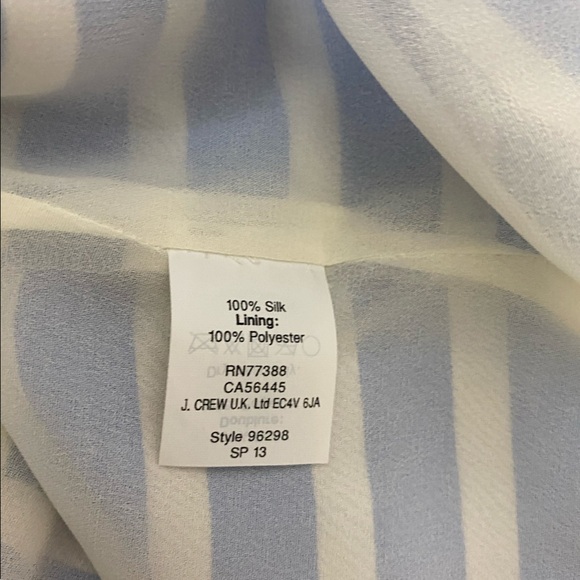 100% Silk
Lining:
100% Polyester
RN77388
CA56445
J. CREW U.K. Ltd EC4V 6JA
Style 96298
SP 13